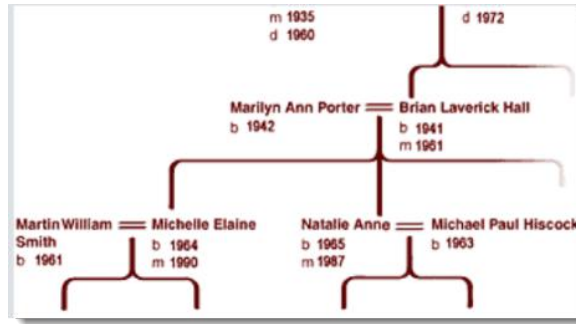 m 1935
d 1960
d 1972
Marilyn Ann Porter
b 1942
Brian Laverick Hall
b 1941
m 1961
Martin William
Smith
b 1961
Michelle Elaine
b 1964
m 1990
Natalie Anne
b 1965
m 1987
Michael Paul Hiscock
b 1963